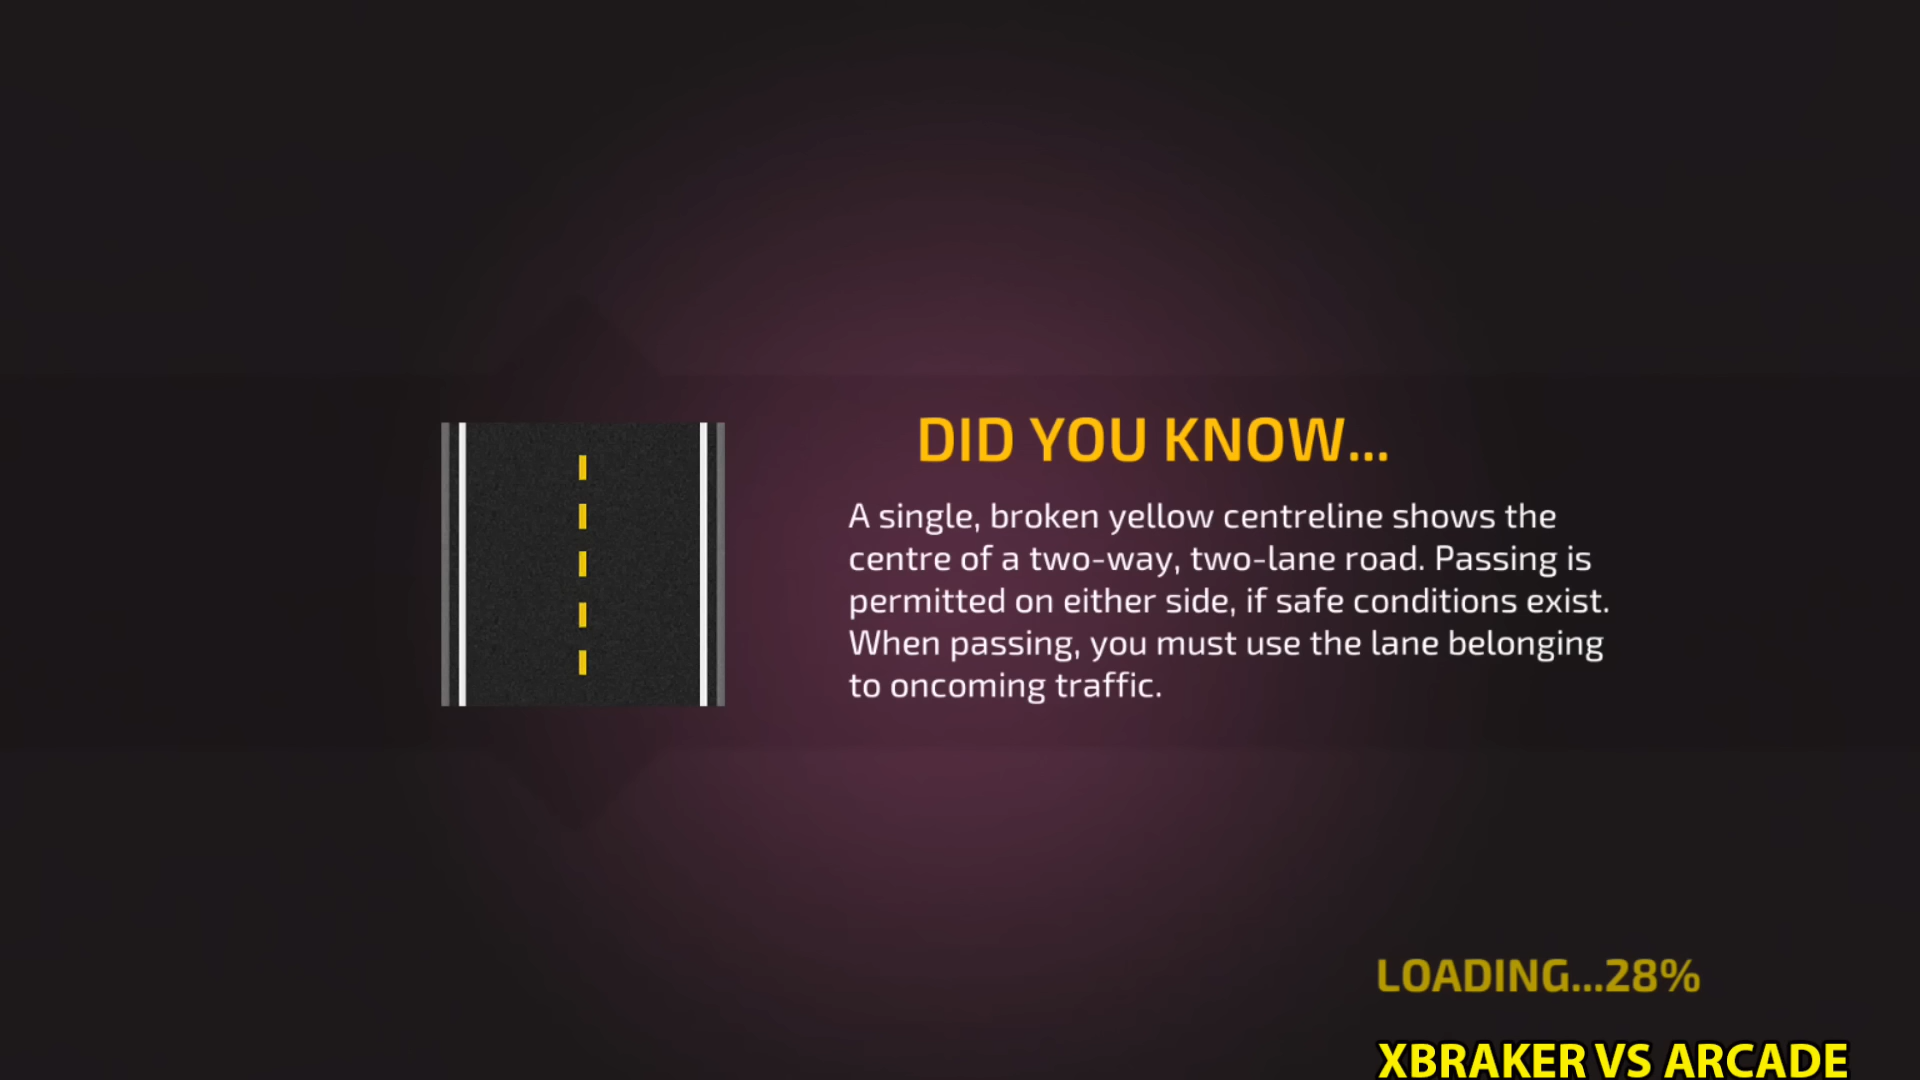 DID YOU KNOW...
A single, broken yellow centreline shows the
centre of a two-way, two-lane road. Passing is
permitted on either side, if safe conditions exist.
When passing, you must use the lane belonging
to oncoming traffic.
LOADING...28%
XBRAKER VS ARCADE